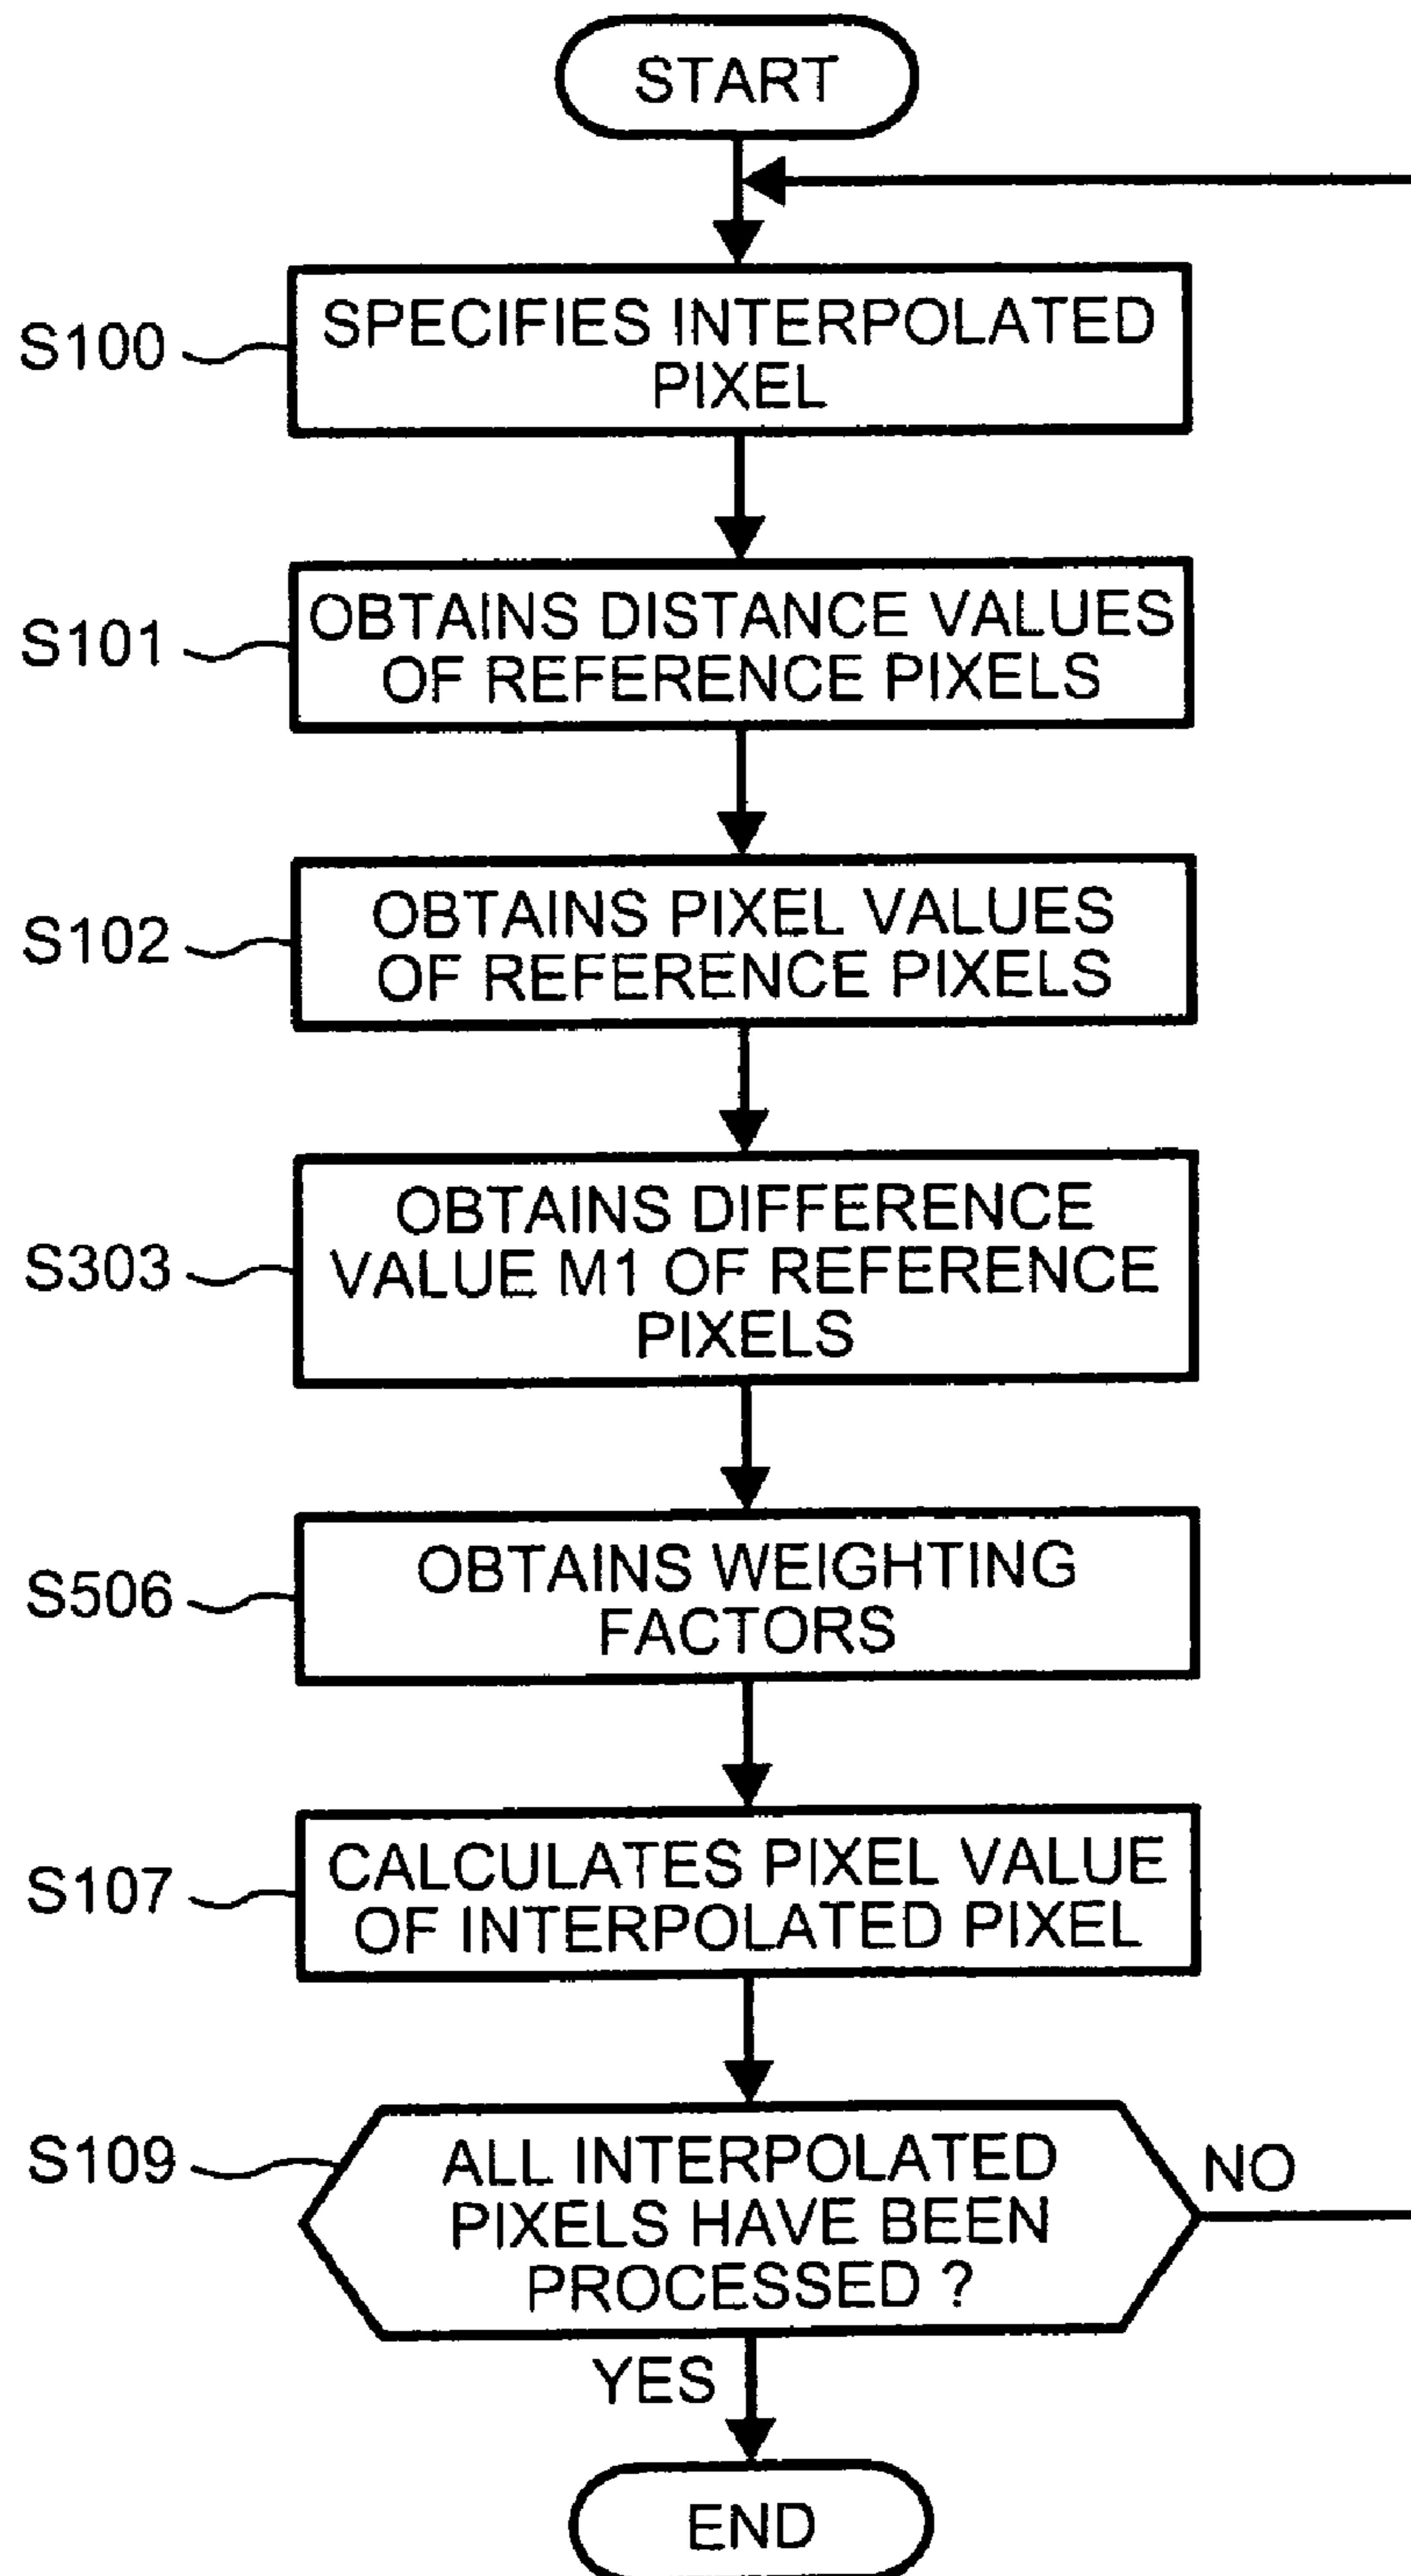 START
S100
SPECIFIES INTERPOLATED
PIXEL
S101
OBTAINS DISTANCE VALUES
OF REFERENCE PIXELS
S102
OBTAINS PIXEL VALUES
OF REFERENCE PIXELS
S303
OBTAINS DIFFERENCE
VALUE M1 OF REFERENCE
PIXELS
S506
OBTAINS WEIGHTING
FACTORS
S107
CALCULATES PIXEL VALUE
OF INTERPOLATED PIXEL
S109
ALL INTERPOLATED
PIXELS HAVE BEEN
PROCESSED ?
NO
YES
END